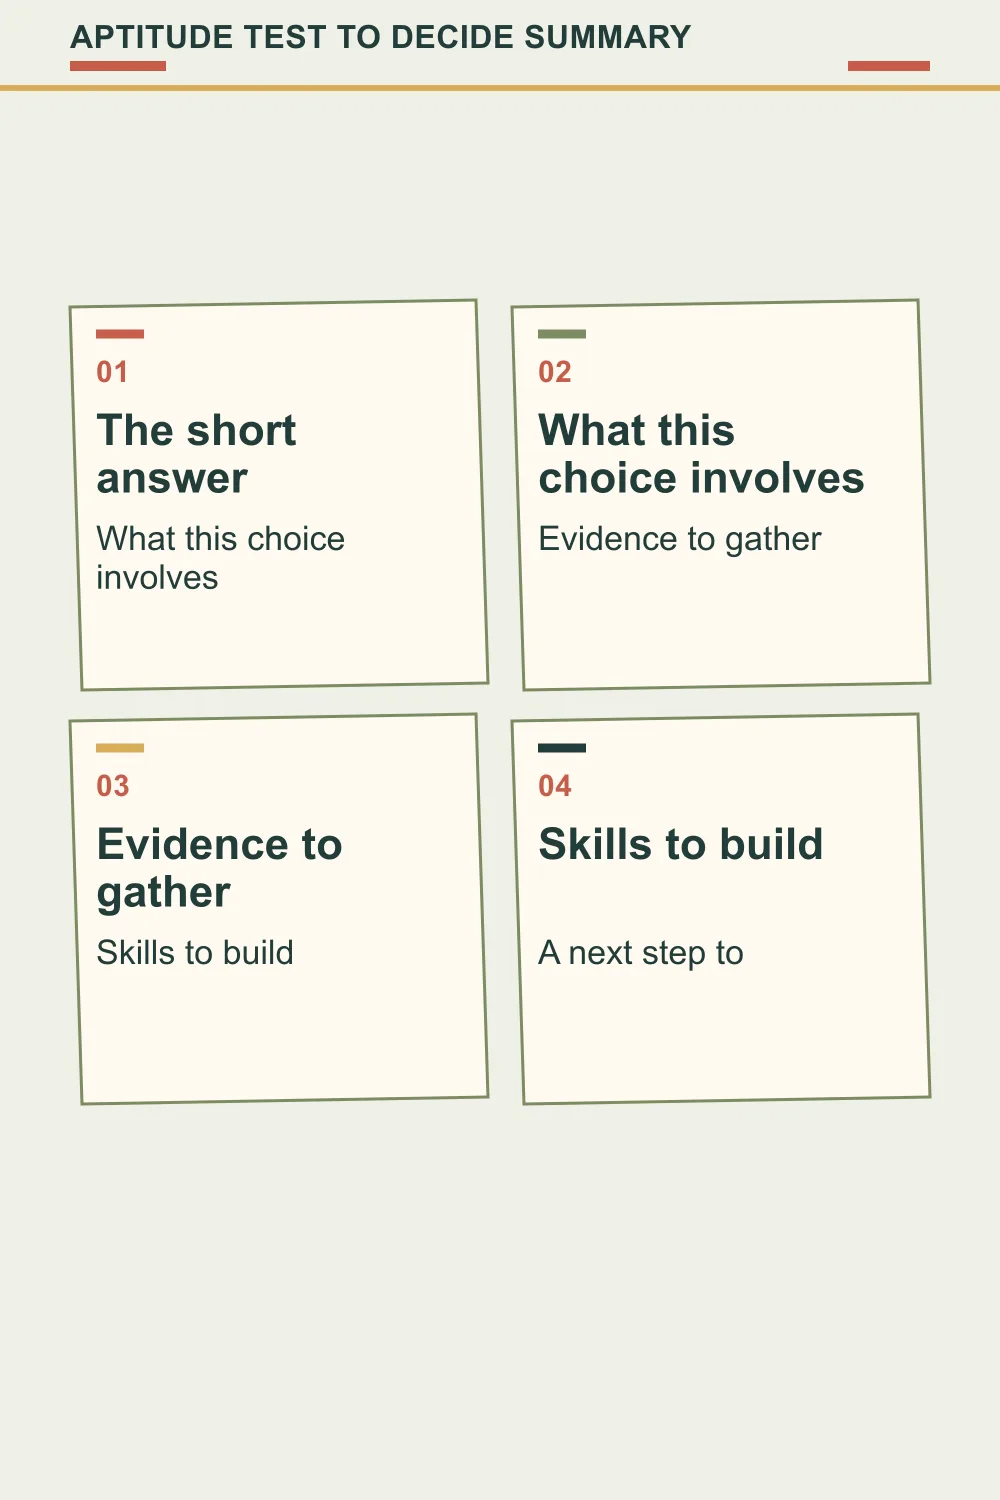 APTITUDE TEST TO DECIDE SUMMARY
01
The short
answer
What this choice
involves
02
What this
choice involves
Evidence to gather
03
Evidence to
gather
Skills to build
04
Skills to build
A next step to